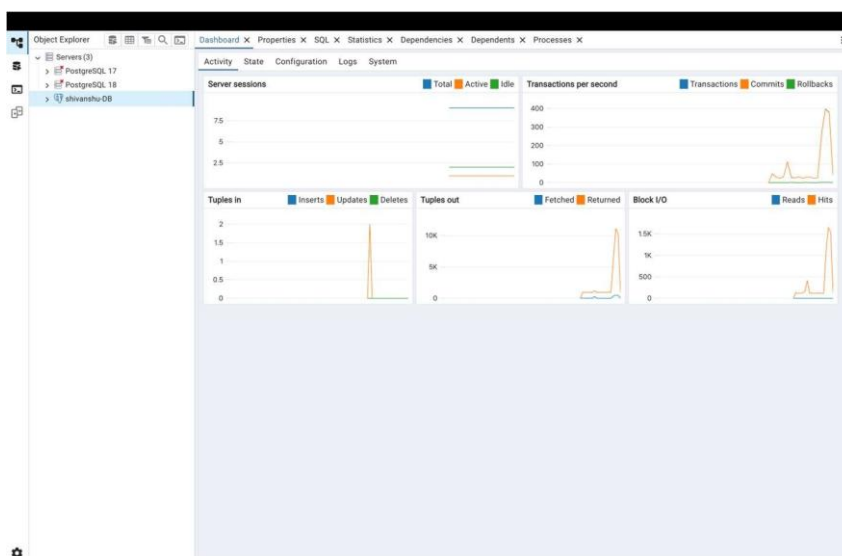 Object Explorer
Dashboard Properties SQL Statistics Dependencies Dependents Processes
Servers (3)
PostgreSQL 17
PostgreSQL 18
shivanshu-DB
Activity State Configuration Logs System
Server sessions Total Active Idle
7.5
5
2.5
Transactions per second Transactions Commits Rollbacks
400
300
200
100
0
Tuples in Inserts Updates Deletes
2
1.5
1
0.5
0
Tuples out Fetched Returned
10K
5K
0
Block I/O Reads Hits
1.5K
1K
500
0